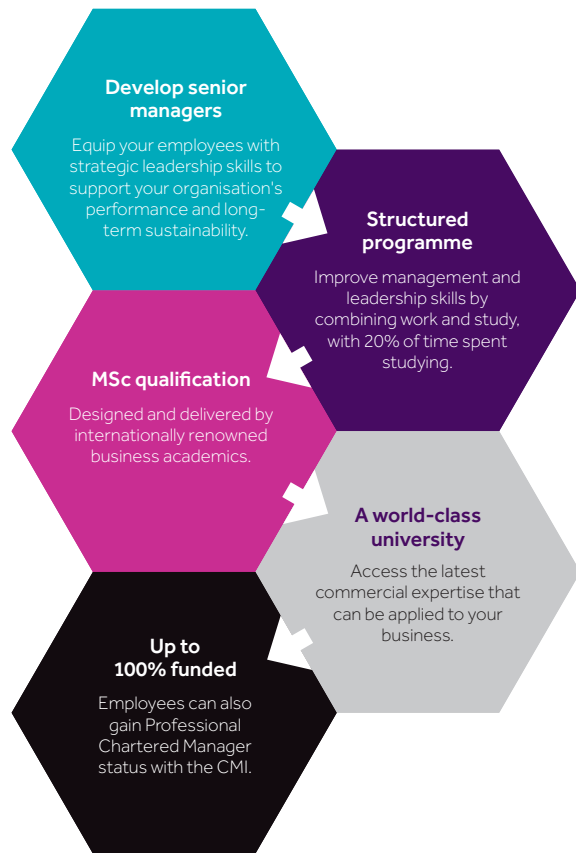 Develop senior
managers
Equip your employees with
strategic leadership skills to
support your organisation's
performance and long-
term sustainability.
Structured
programme
Improve management and
leadership skills by
combining work and study,
with 20% of time spent
studying.
MSc qualification
Designed and delivered by
internationally renowned
business academics.
A world-class
university
Access the latest
commercial expertise that
can be applied to your
business.
Up to
100% funded
Employees can also
gain Professional
Chartered Manager
status with the CMI.